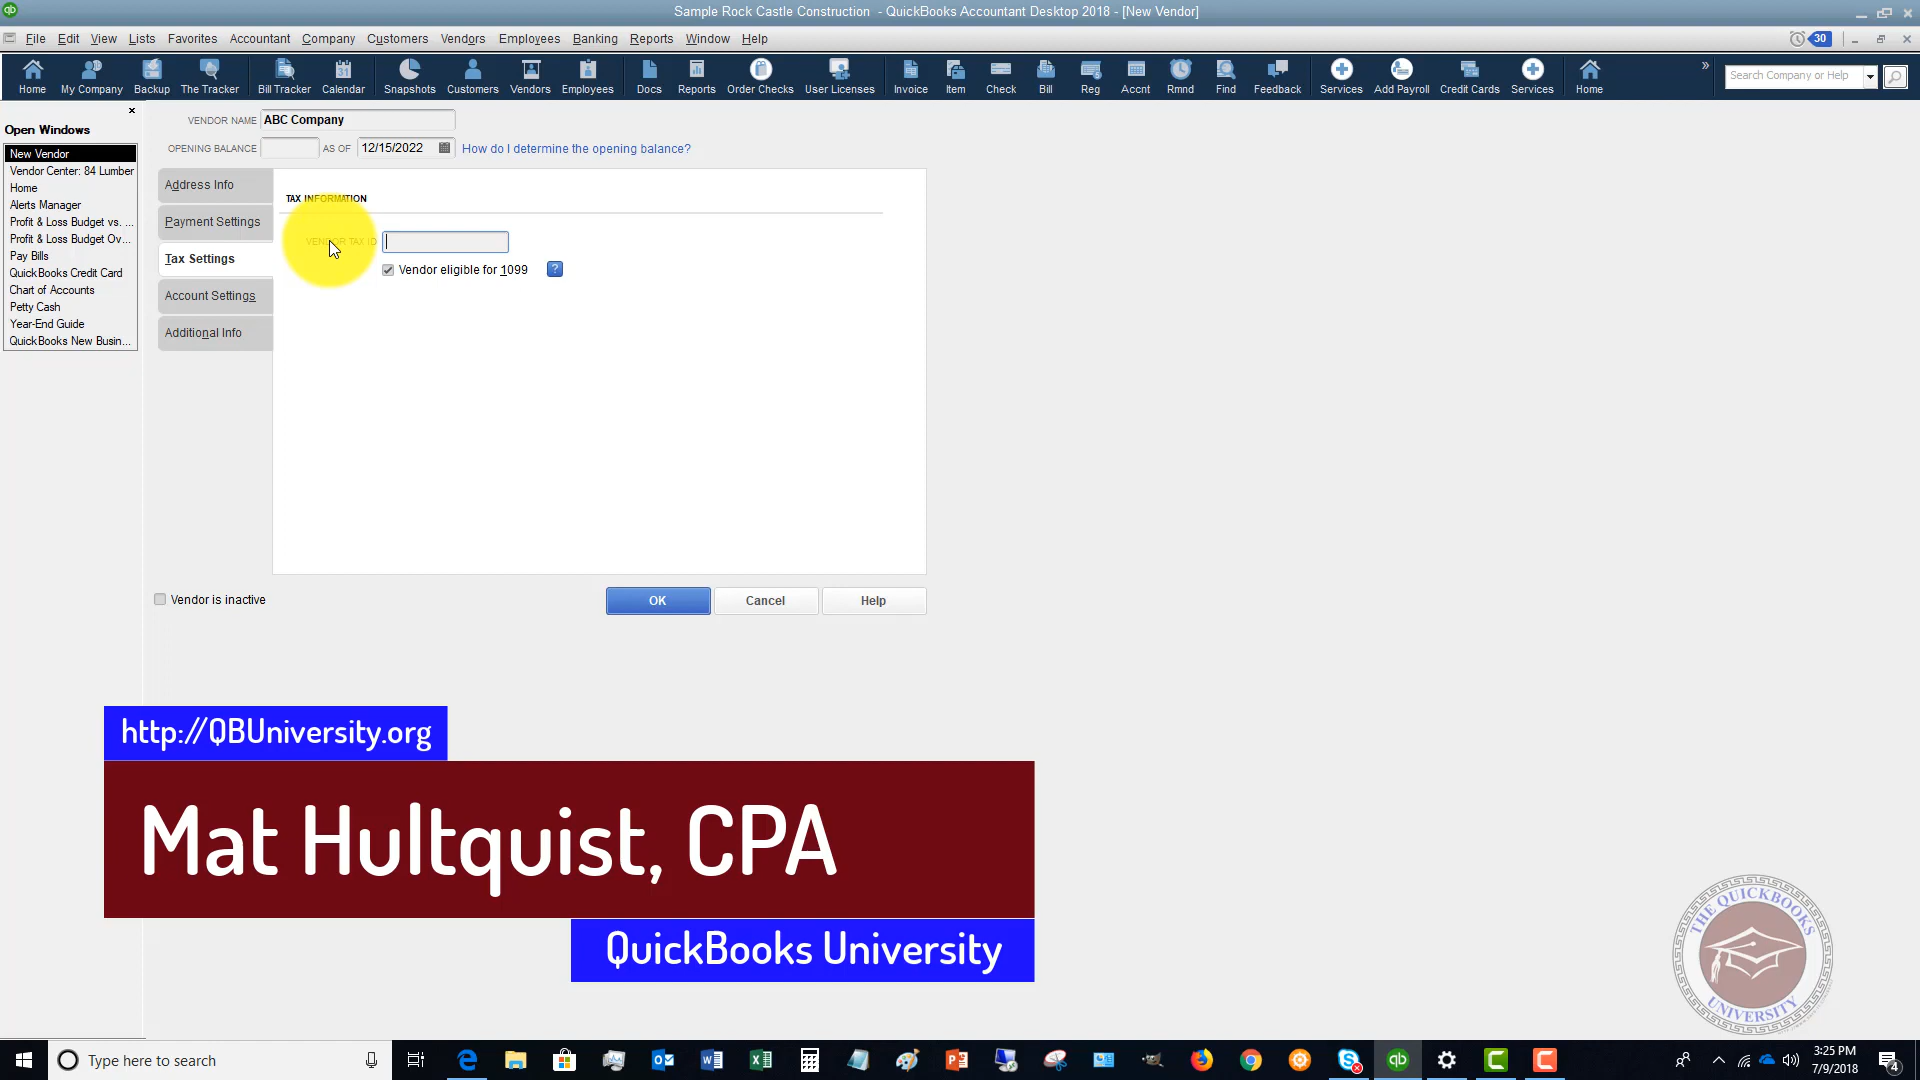 Sample Rock Castle Construction - QuickBooks Accountant Desktop 2018 - [New Vendor]
File Edit View Lists Favorites Accountant Company Customers Vendors Employees Banking Reports Window Help
30
Home My Company Backup The Tracker Bill Tracker Calendar Snapshots Customers Vendors Employees Docs Reports Order Checks User Licenses Invoice Item Check Bill Reg Accnt Rmnd Find Feedback Services Add Payroll Credit Cards Services Home
Search Company or Help
Open Windows
New Vendor
Vendor Center: 84 Lumber
Home
Alerts Manager
Profit & Loss Budget vs. ...
Profit & Loss Budget Ov...
Pay Bills
QuickBooks Credit Card
Chart of Accounts
Petty Cash
Year-End Guide
QuickBooks New Busin...
VENDOR NAME ABC Company
OPENING BALANCE AS OF 12/15/2022 How do I determine the opening balance?
Address Info
Payment Settings
Tax Settings
Account Settings
Additional Info
TAX INFORMATION
VENDOR TAX ID
Vendor eligible for 1099 ?
Vendor is inactive
OK Cancel Help
http://QBUniversity.org
Mat Hultquist, CPA
QuickBooks University
THE QUICKBOOKS
UNIVERSITY
Type here to search
3:25 PM
7/9/2018
4